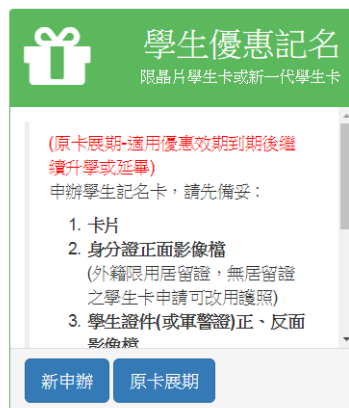 學生優惠記名
限晶片學生卡或新一代學生卡
(原卡展期-適用優惠效期到期後繼
續升學或延畢)
申辦學生記名卡，請先備妥：
1. 卡片
2. 身分證正面影像檔
(外籍限用居留證，無居留證
之學生卡申請可改用護照)
3. 學生證件(或軍警證)正、反面
影像檔
新申辦
原卡展期